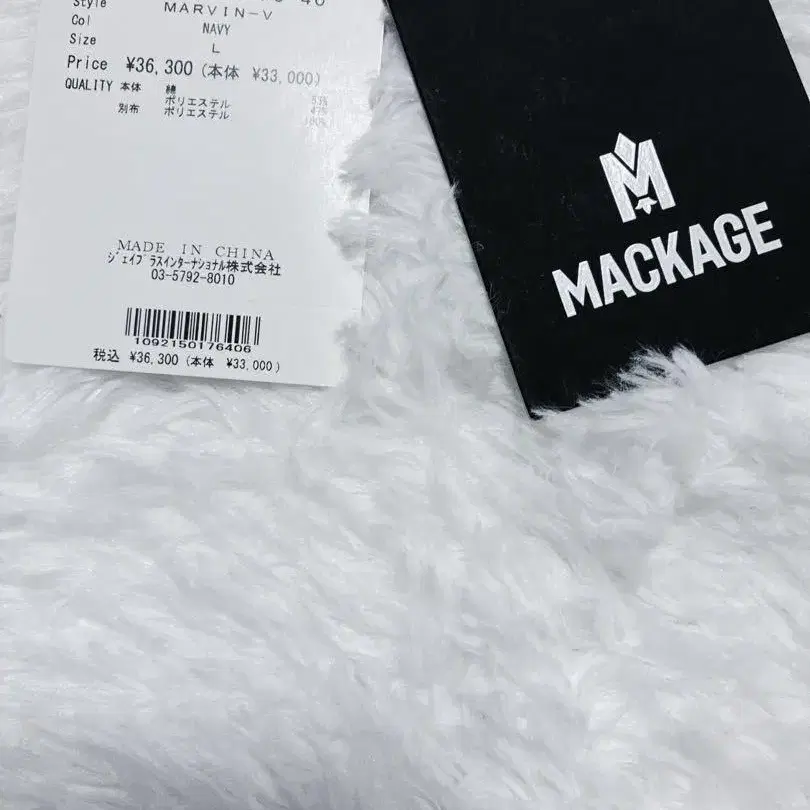 Style MARVIN-V
Col NAVY
Size L
Price ¥36,300(本体 ¥33,000)
QUALITY 本体 綿 53%
ポリエステル 47%
別布 ポリエステル 100%
MADE IN CHINA
ジェイプラスインターナショナル株式会社
03-5792-8010
1092150176406
税込 ¥36,300(本体 ¥33,000)
M
MACKAGE